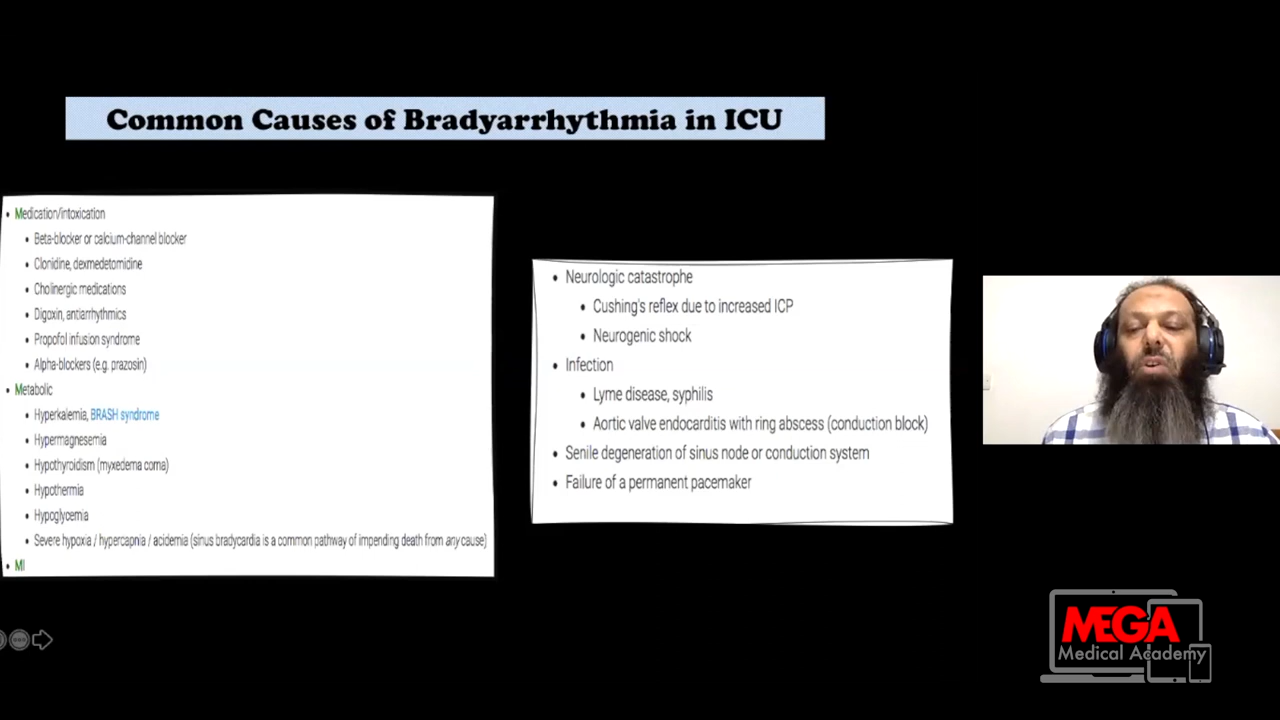 Common Causes of Bradyarrhythmia in ICU
Medication/intoxication
Beta-blocker or calcium-channel blocker
Clonidine, dexmedetomidine
Cholinergic medications
Digoxin, antiarrhythmics
Propofol infusion syndrome
Alpha-blockers (e.g. prazosin)
Metabolic
Hyperkalemia, BRASH syndrome
Hypermagnesemia
Hypothyroidism (myxedema coma)
Hypothermia
Hypoglycemia
Severe hypoxia / hypercapnia / acidemia (sinus bradycardia is a common pathway of impending death from any cause)
MI
Neurologic catastrophe
Cushing's reflex due to increased ICP
Neurogenic shock
Infection
Lyme disease, syphilis
Aortic valve endocarditis with ring abscess (conduction block)
Senile degeneration of sinus node or conduction system
Failure of a permanent pacemaker
MEGA
Medical Academy